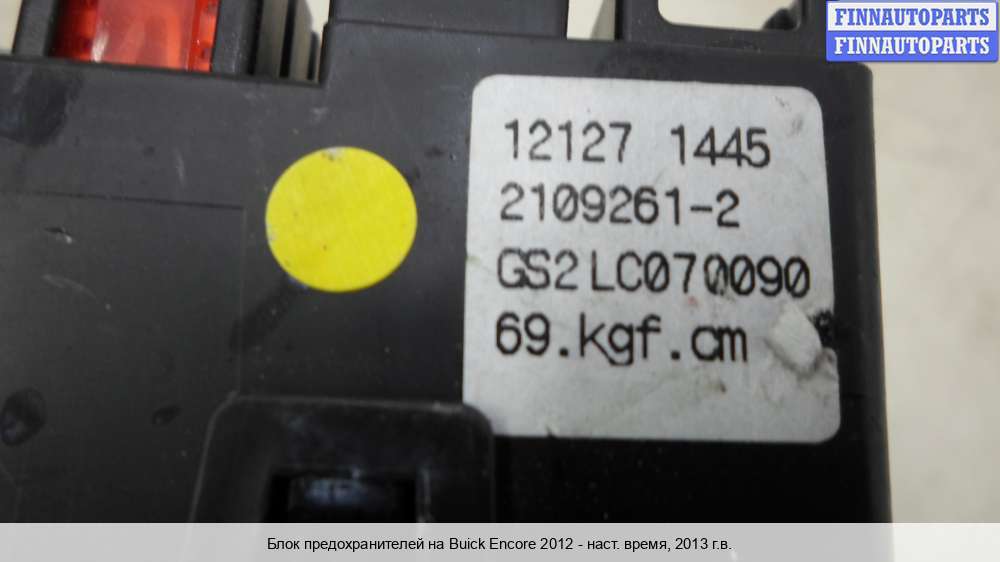 FINNAUTOPARTS
FINNAUTOPARTS
12127 1445
2109261-2
GS2LC070090
69.kgf.cm
Блок предохранителей на Buick Encore 2012 - наст. время, 2013 г.в.